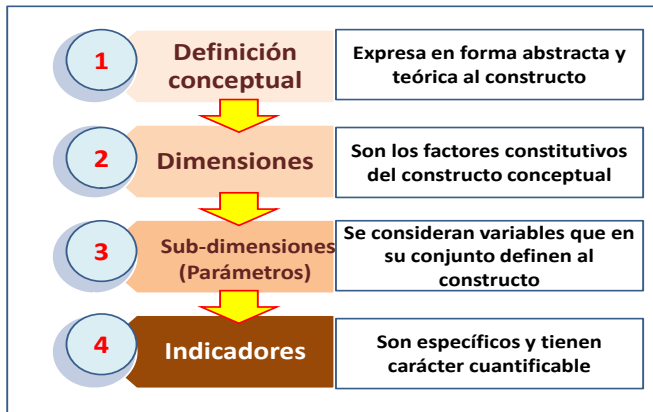 1
Definición
conceptual
Expresa en forma abstracta y
teórica al constructo
2
Dimensiones
Son los factores constitutivos
del constructo conceptual
3
Sub-dimensiones
(Parámetros)
Se consideran variables que en
su conjunto definen al
constructo
4
Indicadores
Son específicos y tienen
carácter cuantificable